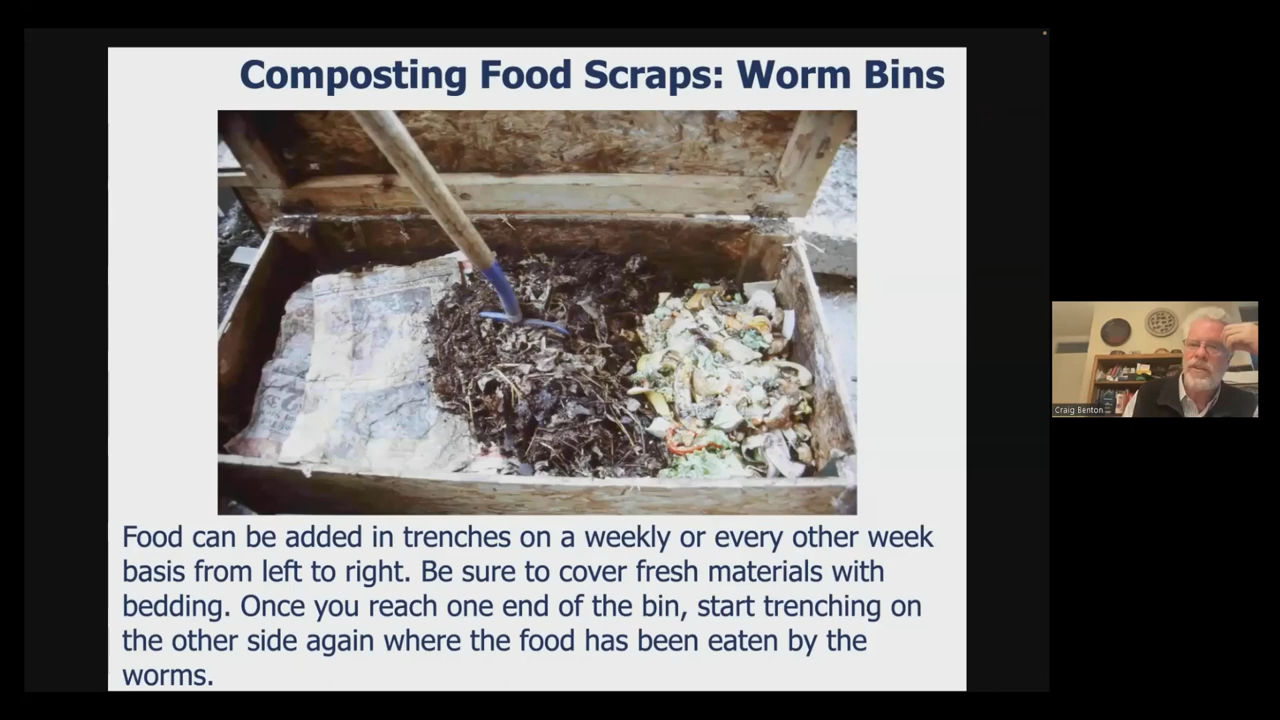 Composting Food Scraps: Worm Bins
Food can be added in trenches on a weekly or every other week
basis from left to right. Be sure to cover fresh materials with
bedding. Once you reach one end of the bin, start trenching on
the other side again where the food has been eaten by the
worms.
Craig Benton